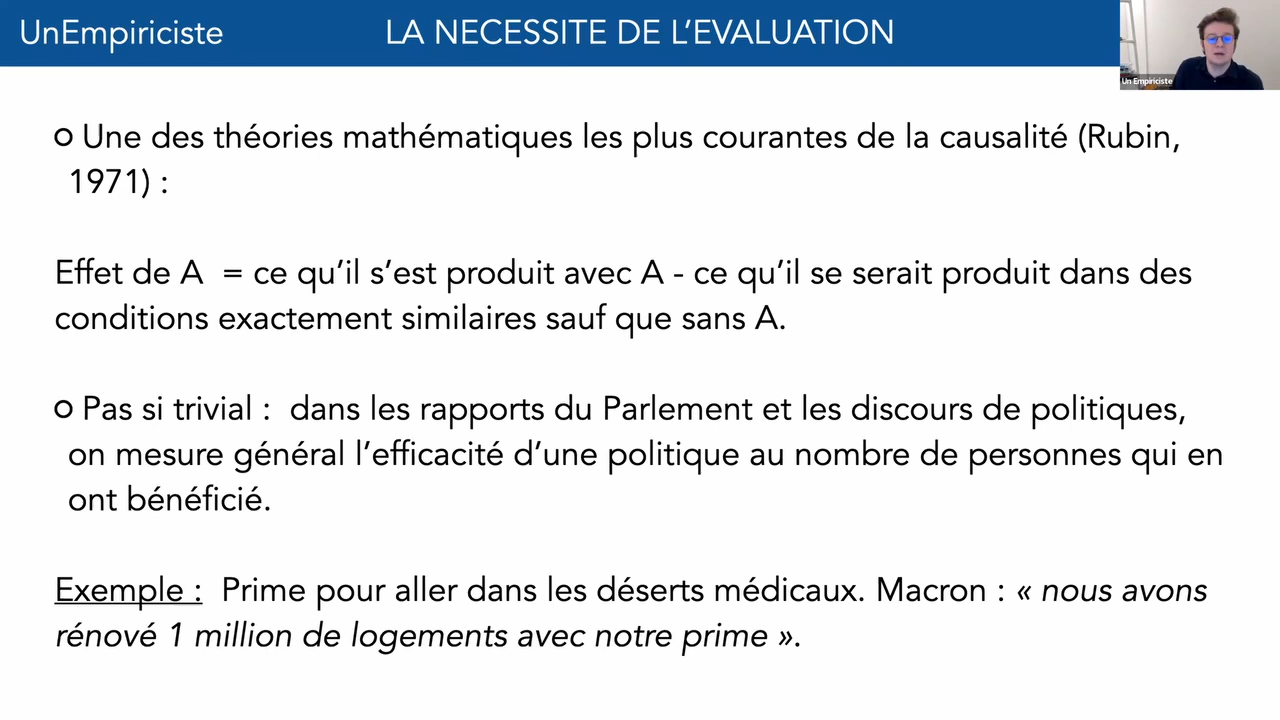 UnEmpiriciste
LA NECESSITE DE L’EVALUATION
Un Empiriciste
Une des théories mathématiques les plus courantes de la causalité (Rubin,
1971) :
Effet de A = ce qu’il s’est produit avec A - ce qu’il se serait produit dans des
conditions exactement similaires sauf que sans A.
Pas si trivial : dans les rapports du Parlement et les discours de politiques,
on mesure général l’efficacité d’une politique au nombre de personnes qui en
ont bénéficié.
Exemple : Prime pour aller dans les déserts médicaux. Macron : « nous avons
rénové 1 million de logements avec notre prime ».